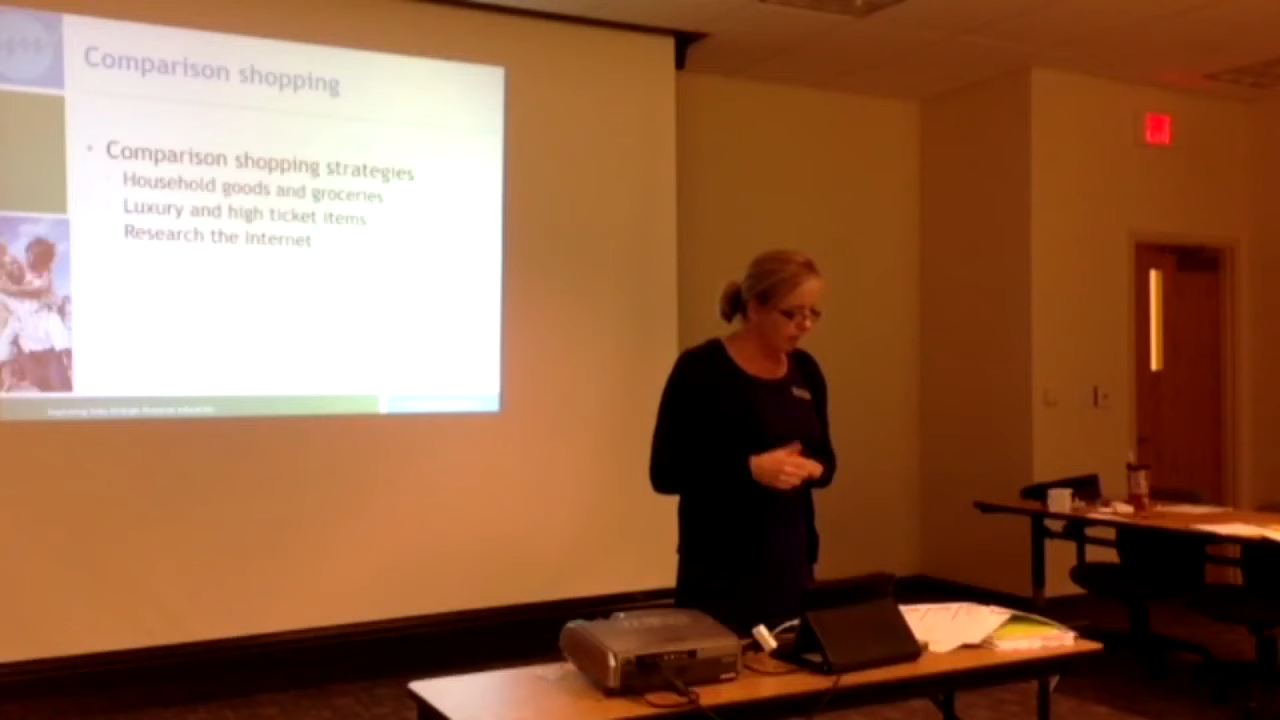 Comparison shopping
• Comparison shopping strategies
Household goods and groceries
Luxury and high ticket items
Research the Internet